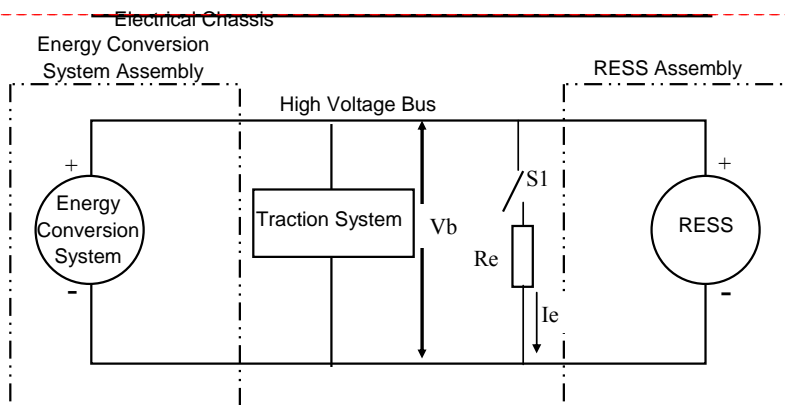 Electrical Chassis
Energy Conversion
System Assembly
RESS Assembly
High Voltage Bus
+
Energy
Conversion
System
-
Traction System
Vb
S1
Re
Ie
+
RESS
-